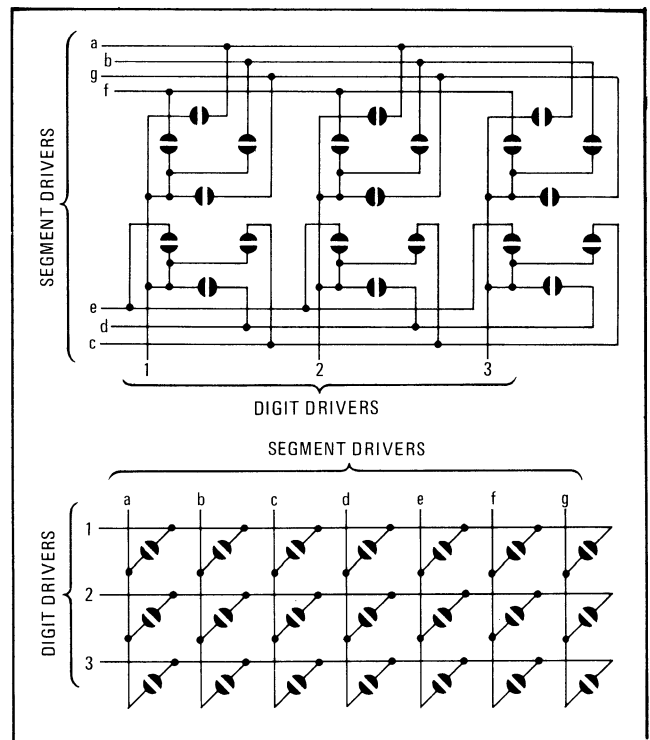 a
b
g
f
SEGMENT DRIVERS
e
d
c
1 2 3
DIGIT DRIVERS
SEGMENT DRIVERS
a b c d e f g
DIGIT DRIVERS
1
2
3